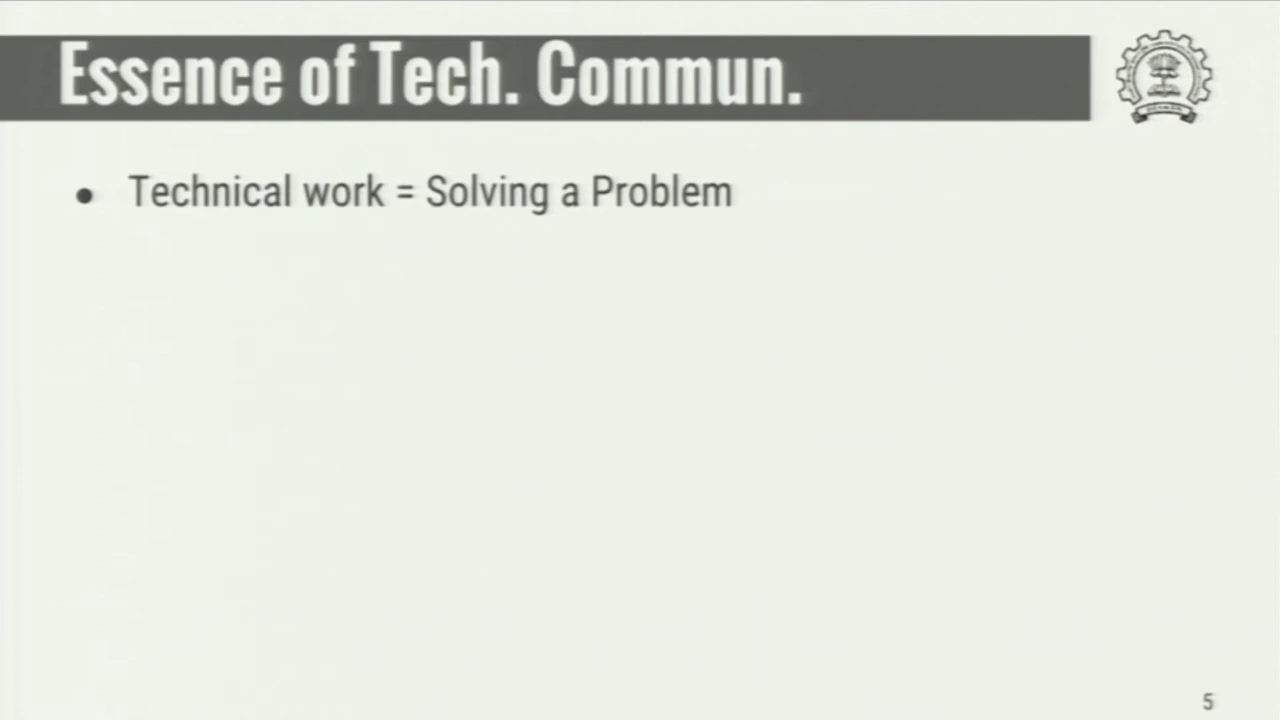 Essence of Tech. Commun.
• Technical work = Solving a Problem
5